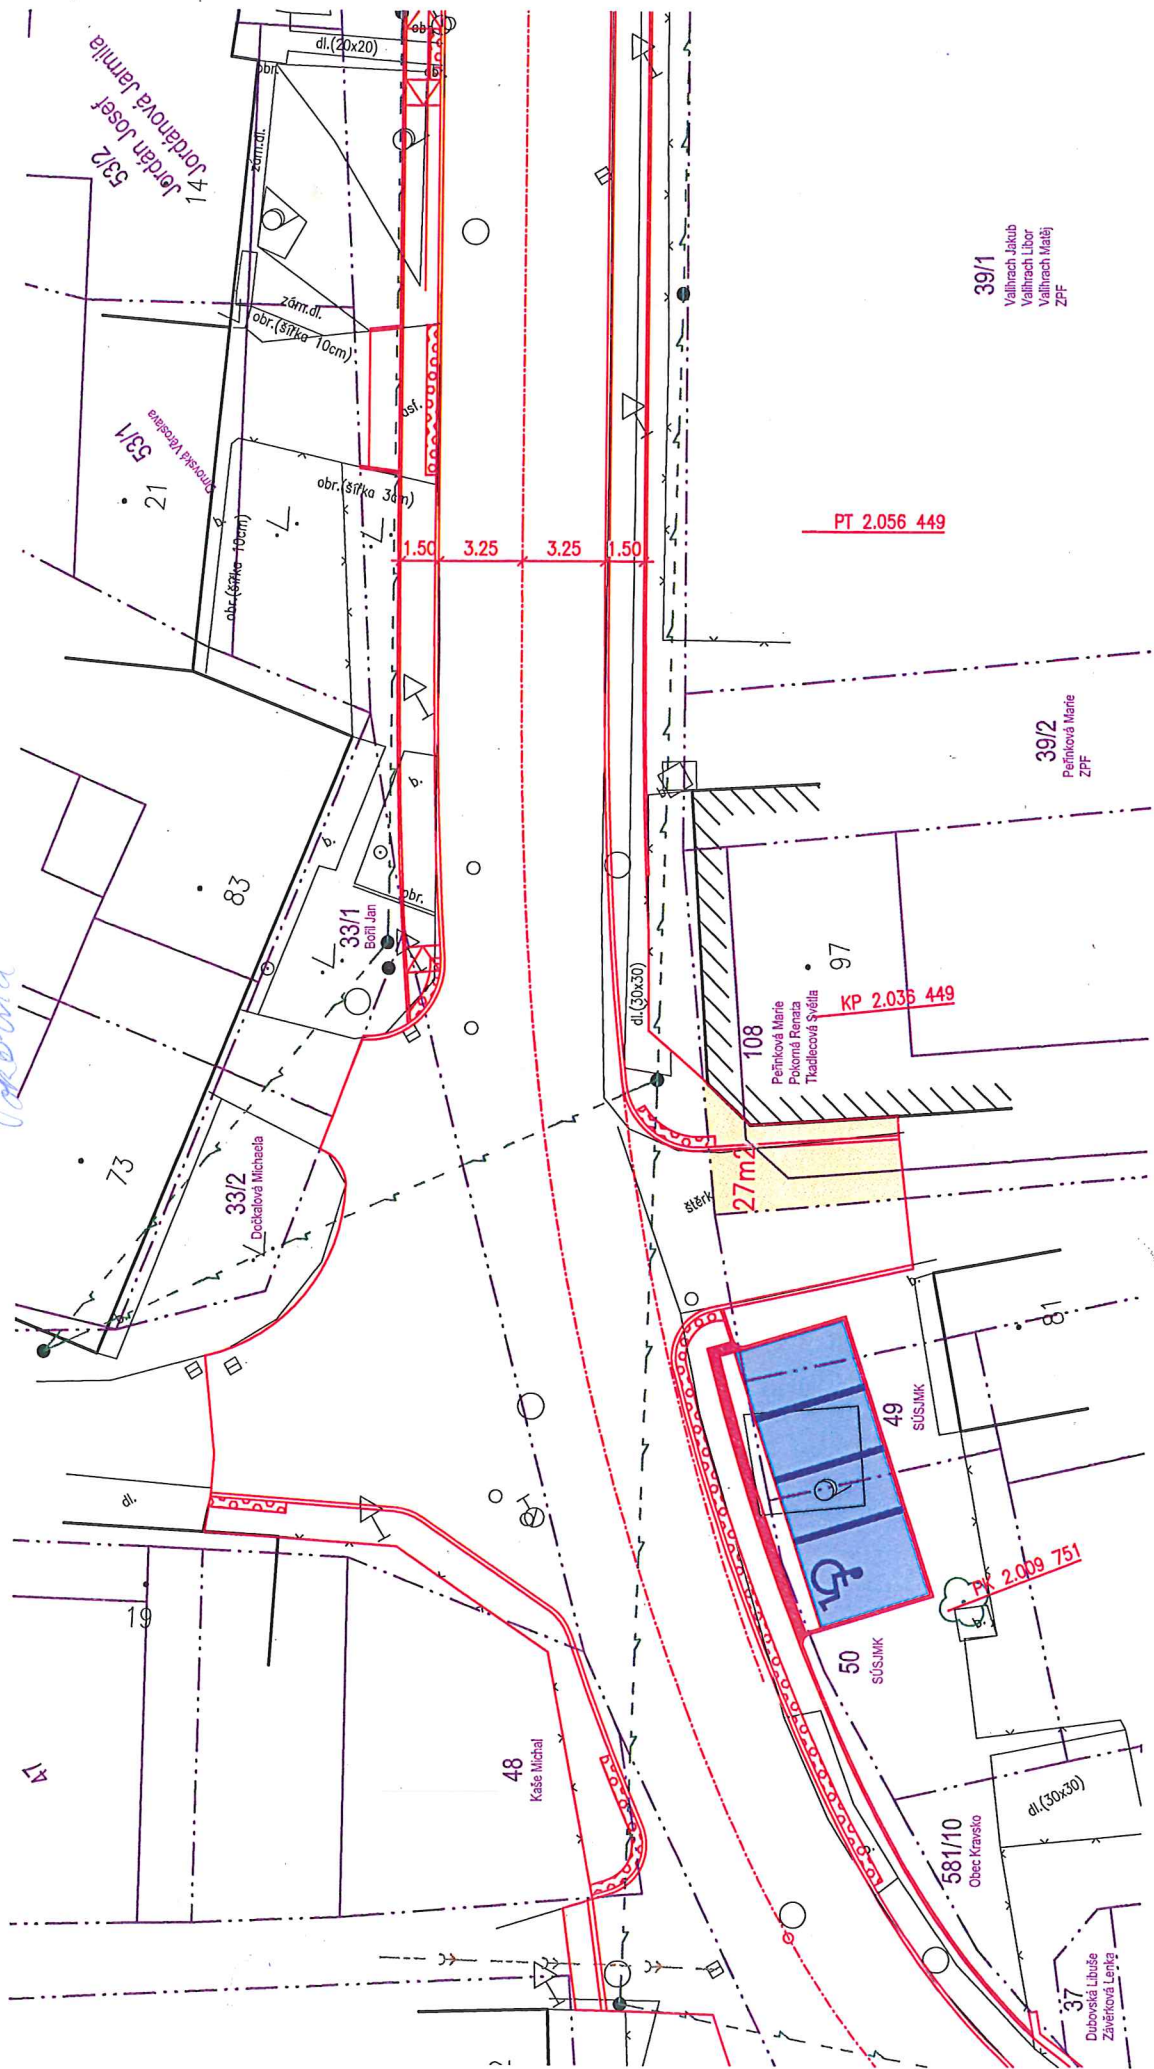 dl.(20x20)
ob
obr.
53/2
Jordán Josef
Jordánová Jarmila
14
zám.dl.
zám.dl.
obr.(šířka 10cm)
39/1
Vallhrach Jakub
Vallhrach Libor
Vallhrach Matěj
ZPF
53/1
21
asf.
obr.(šířka 3cm)
obr.(šířka 10cm)
b.
PT 2.056 449
1.50
3.25
3.25
1.50
39/2
Peřinková Marie
ZPF
b.
b.
83
obr.
33/1
Bořil Jan
97
dl.(30x30)
KP 2.036 449
108
Peřinková Marie
Pokorná Renata
Tkadlecová Světla
73
33/2
Dočkalová Michaela
27m2
štěrk
b.
81
49
SÚSJMK
dl.
19
PK 2.009 751
50
SÚSJMK
47
48
Kaše Michal
dl.(30x30)
581/10
Obec Kravsko
37
Dubovská Libuše
Závěrková Lenka